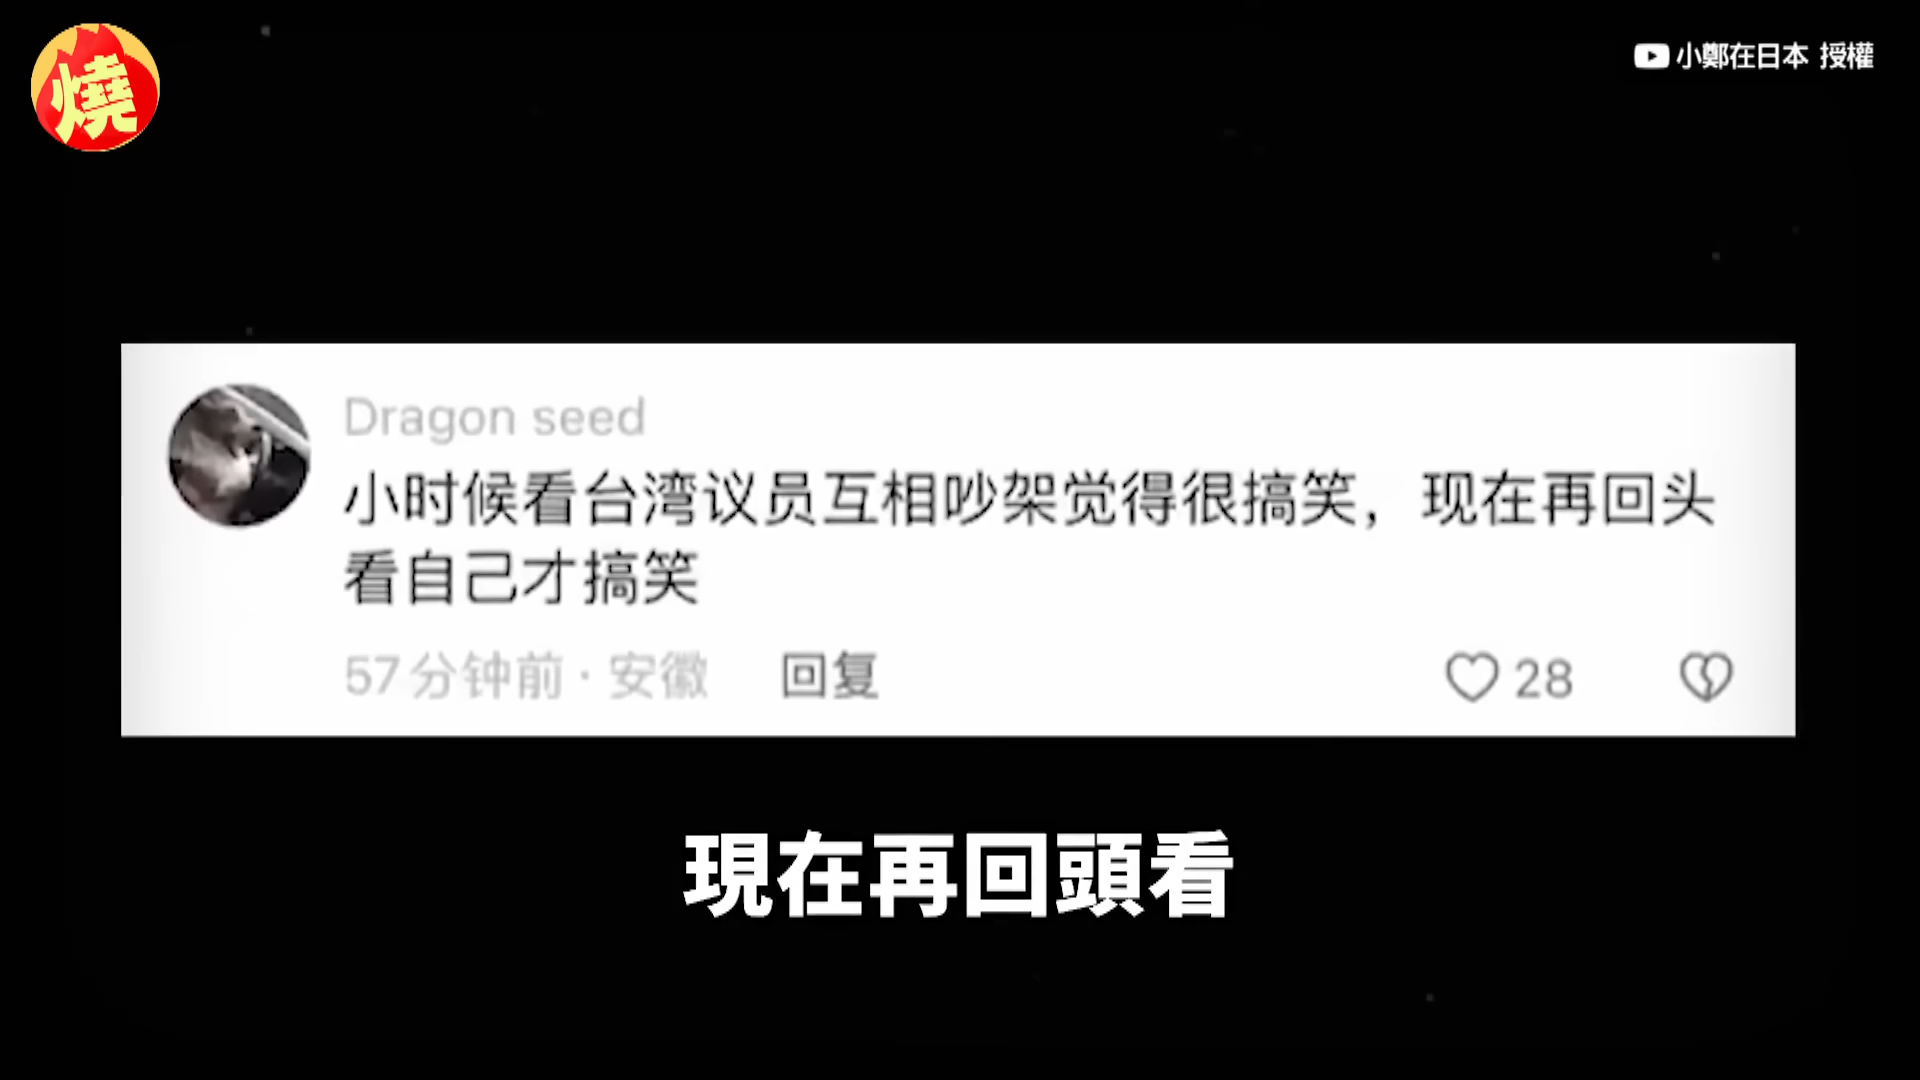 燒
小鄭在日本 授權
Dragon seed
小时候看台湾议员互相吵架觉得很搞笑，现在再回头
看自己才搞笑
57分钟前 · 安徽 回复 28
現在再回頭看